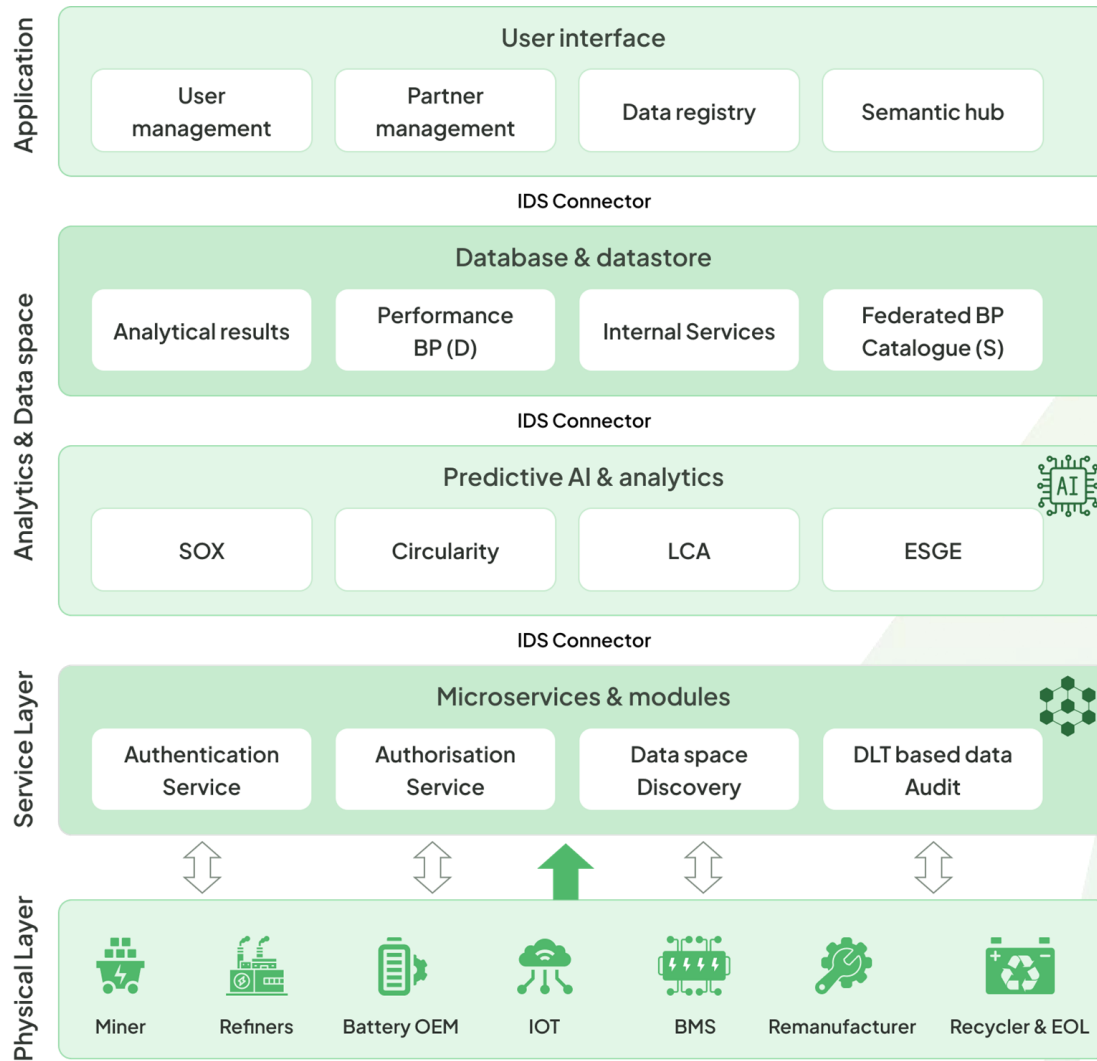 Application
User interface
User
management
Partner
management
Data registry
Semantic hub
IDS Connector
Analytics & Data space
Database & datastore
Analytical results
Performance
BP (D)
Internal Services
Federated BP
Catalogue (S)
IDS Connector
Predictive AI & analytics
AI
SOX
Circularity
LCA
ESGE
IDS Connector
Service Layer
Microservices & modules
Authentication
Service
Authorisation
Service
Data space
Discovery
DLT based data
Audit
Physical Layer
Miner
Refiners
Battery OEM
IOT
BMS
Remanufacturer
Recycler & EOL